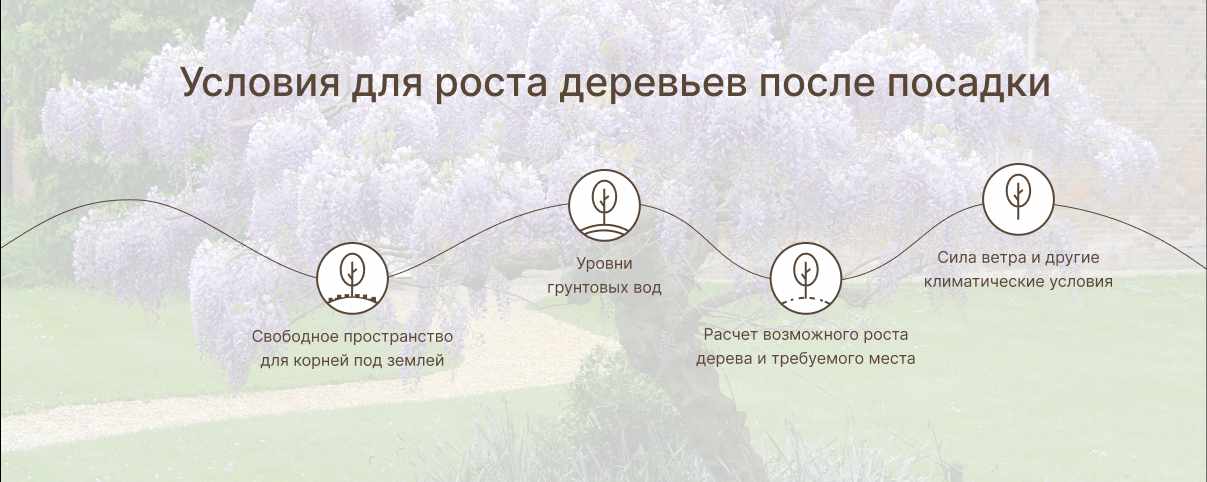 Условия для роста деревьев после посадки
Свободное пространство
для корней под землей
Уровни
грунтовых вод
Расчет возможного роста
дерева и требуемого места
Сила ветра и другие
климатические условия